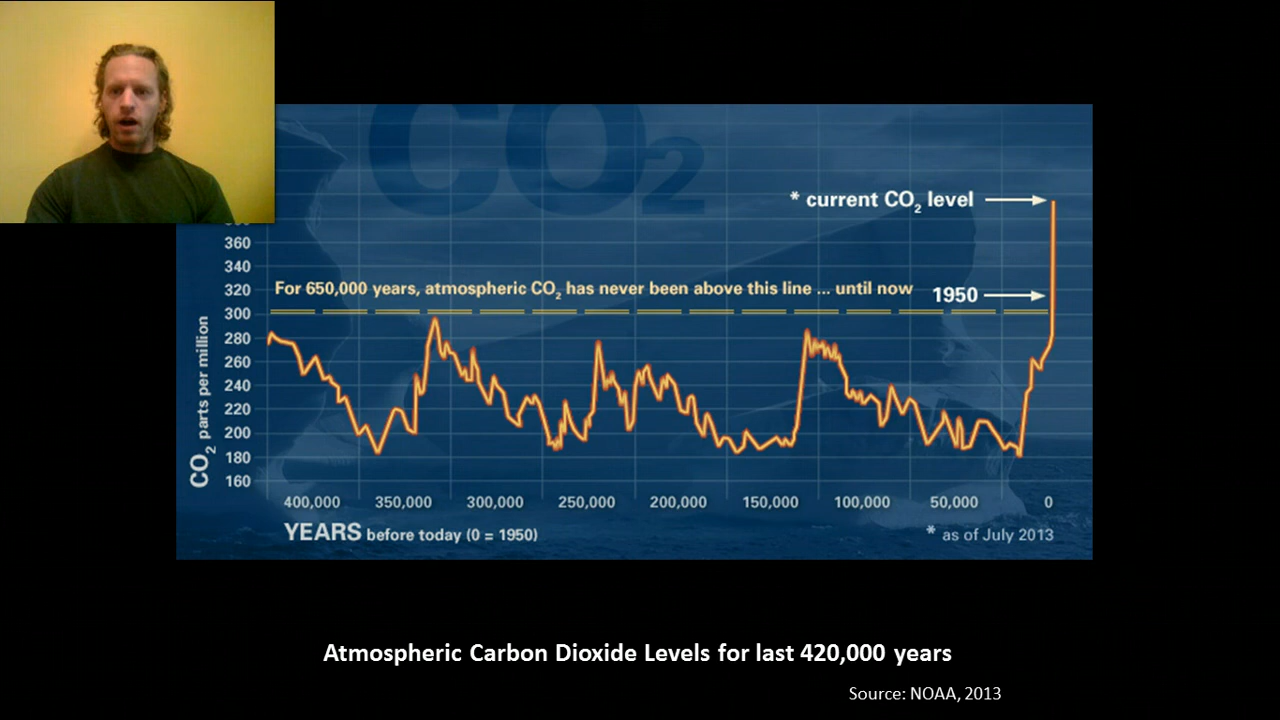 CO2
* current CO2 level
360
340
320
For 650,000 years, atmospheric CO2 has never been above this line ... until now
1950
300
280
260
240
220
200
180
160
CO2 parts per million
400,000 350,000 300,000 250,000 200,000 150,000 100,000 50,000 0
YEARS before today (0 = 1950)
* as of July 2013
Atmospheric Carbon Dioxide Levels for last 420,000 years
Source: NOAA, 2013